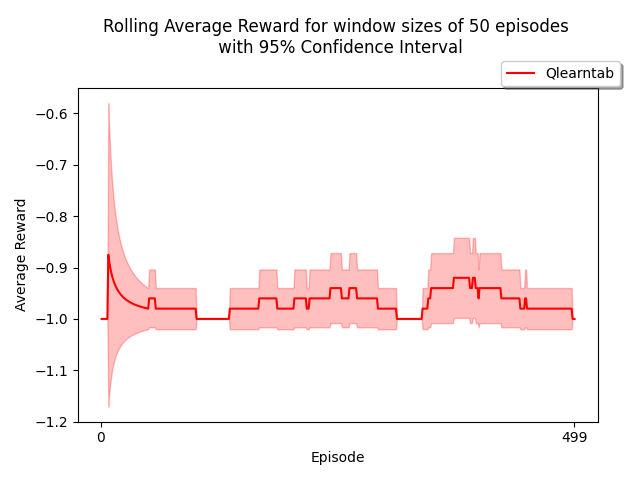 Rolling Average Reward for window sizes of 50 episodes
with 95% Confidence Interval
Qlearntab
−0.6
−0.7
−0.8
−0.9
−1.0
−1.1
−1.2
Average Reward
0
499
Episode